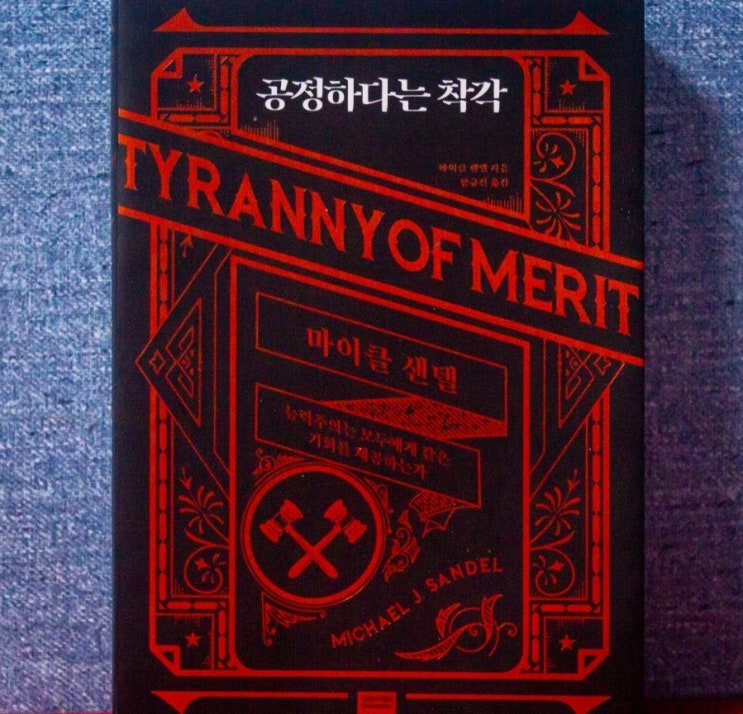 공정하다는 착각
마이클 샌델 지음
함규진 옮김
TYRANNY OF MERIT
마이클 샌델
능력주의는 모두에게 같은
기회를 제공하는가
MICHAEL J. SANDEL